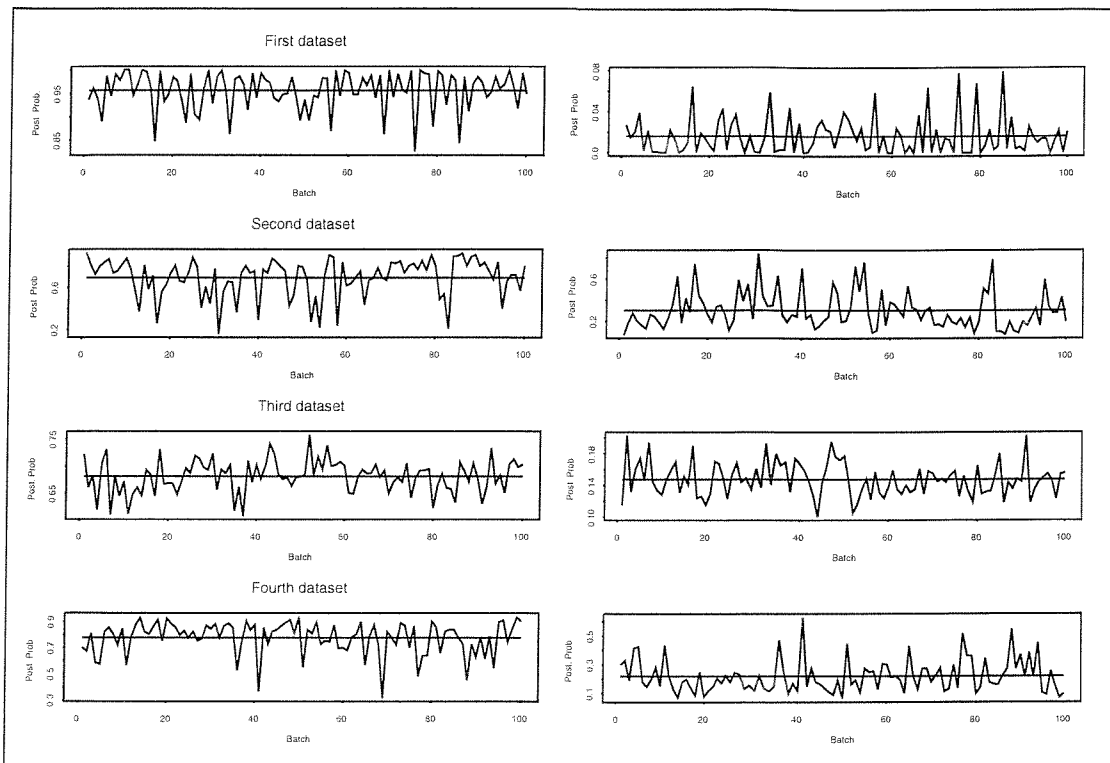 First dataset
Post Prob.
0.95
0.85
0 20 40 60 80 100
Batch
Post Prob.
0.08
0.04
0.0
0 20 40 60 80 100
Batch
Second dataset
Post Prob
0.6
0.2
0 20 40 60 80 100
Batch
Post Prob.
0.6
0.2
0 20 40 60 80 100
Batch
Third dataset
Post. Prob
0.75
0.65
0 20 40 60 80 100
Batch
Post Prob
0.18
0.14
0.10
0 20 40 60 80 100
Batch
Fourth dataset
Post Prob
0.9
0.7
0.5
0.3
0 20 40 60 80 100
Batch
Post. Prob
0.5
0.3
0.1
0 20 40 60 80 100
Batch